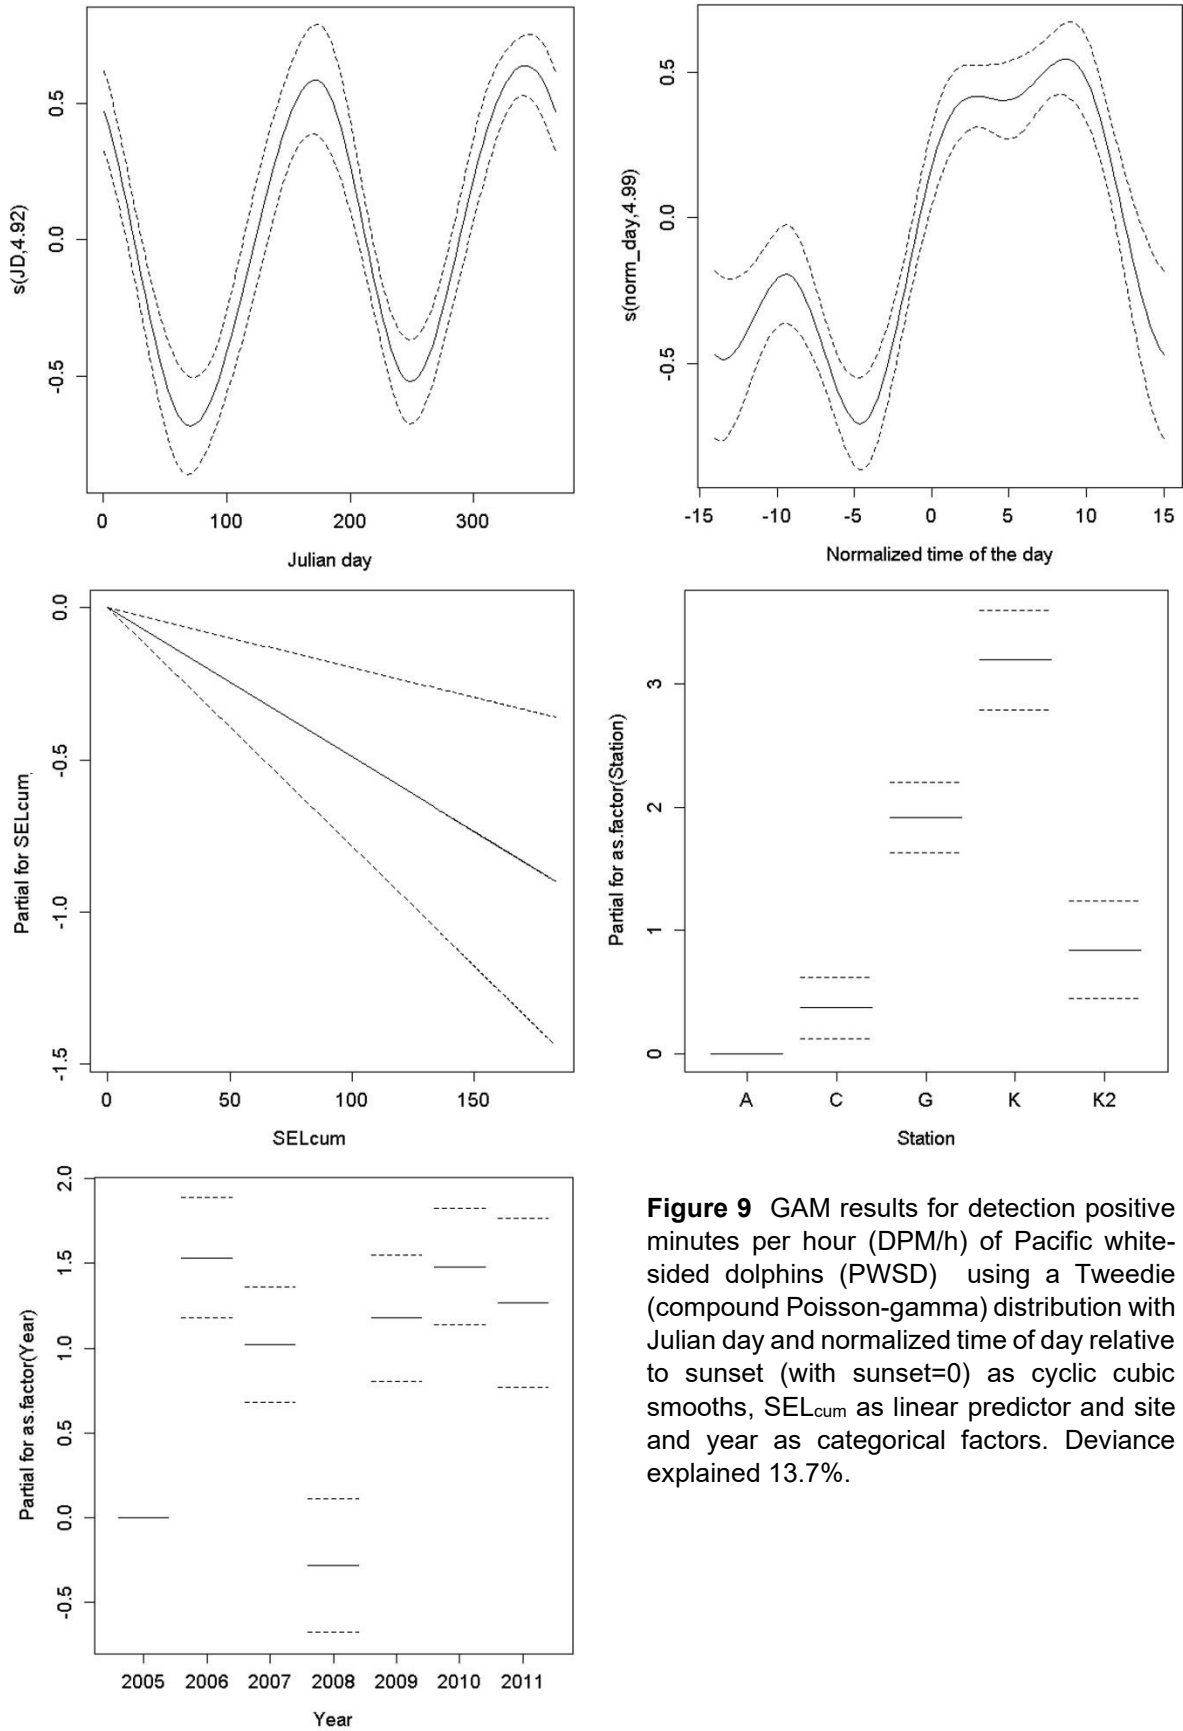 s(JD,4.92)
0.5
0.0
-0.5
0
100
200
300
Julian day
s(norm_day,4.99)
0.5
0.0
-0.5
-15
-10
-5
0
5
10
15
Normalized time of the day
Partial for SELcum
0.0
-0.5
-1.0
-1.5
0
50
100
150
SELcum
Partial for as.factor(Station)
3
2
1
0
A
C
G
K
K2
Station
Partial for as.factor(Year)
2.0
1.5
1.0
0.5
0.0
-0.5
2005
2006
2007
2008
2009
2010
2011
Year
Figure 9 GAM results for detection positive
minutes per hour (DPM/h) of Pacific white-
sided dolphins (PWSD) using a Tweedie
(compound Poisson-gamma) distribution with
Julian day and normalized time of day relative
to sunset (with sunset=0) as cyclic cubic
smooths, SELcum as linear predictor and site
and year as categorical factors. Deviance
explained 13.7%.